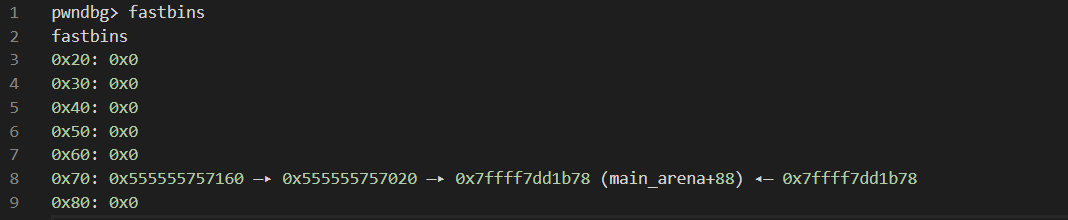 1 pwndbg> fastbins
2 fastbins
3 0x20: 0x0
4 0x30: 0x0
5 0x40: 0x0
6 0x50: 0x0
7 0x60: 0x0
8 0x70: 0x555555757160 —▸ 0x555555757020 —▸ 0x7ffff7dd1b78 (main_arena+88) ◂— 0x7ffff7dd1b78
9 0x80: 0x0